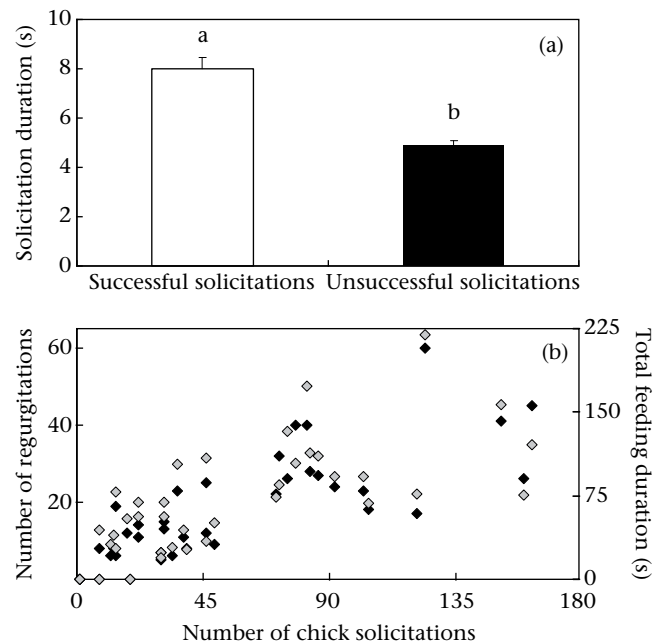 (a)
Solicitation duration (s)
10
8
6
4
2
0
a
b
Successful solicitations
Unsuccessful solicitations
(b)
Number of regurgitations
60
40
20
Total feeding duration (s)
225
150
75
0
0
45
90
135
180
Number of chick solicitations